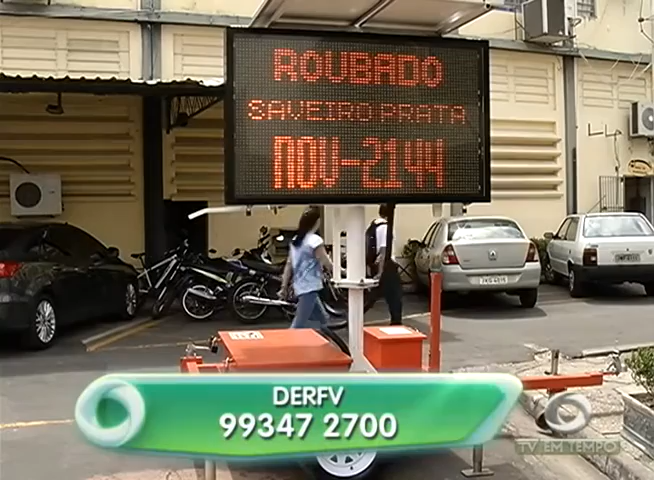 ROUBADO
SAVEIRO PRATA
NOV-2144
DERFV
99347 2700
TV EM TEMPO